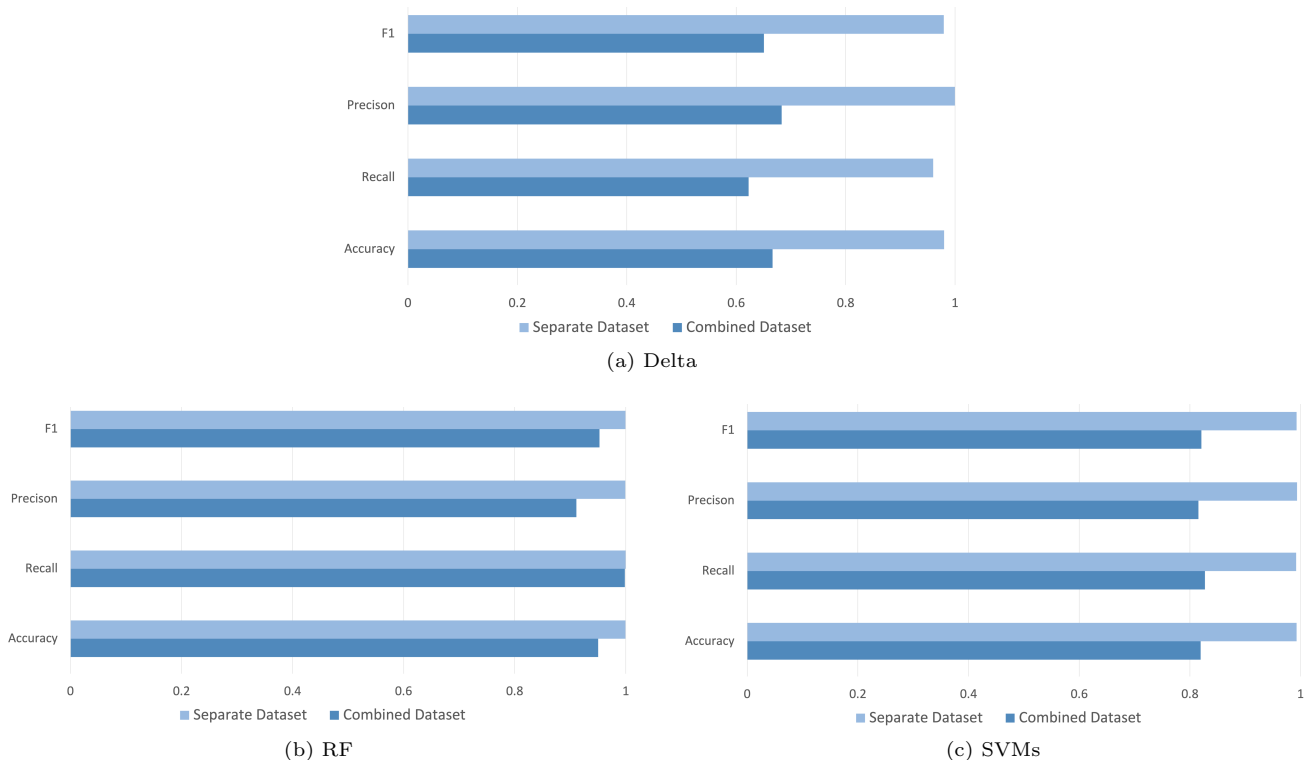 F1
Precison
Recall
Accuracy
0 0.2 0.4 0.6 0.8 1
Separate Dataset Combined Dataset
(a) Delta
F1
Precison
Recall
Accuracy
0 0.2 0.4 0.6 0.8 1
Separate Dataset Combined Dataset
(b) RF
F1
Precison
Recall
Accuracy
0 0.2 0.4 0.6 0.8 1
Separate Dataset Combined Dataset
(c) SVMs